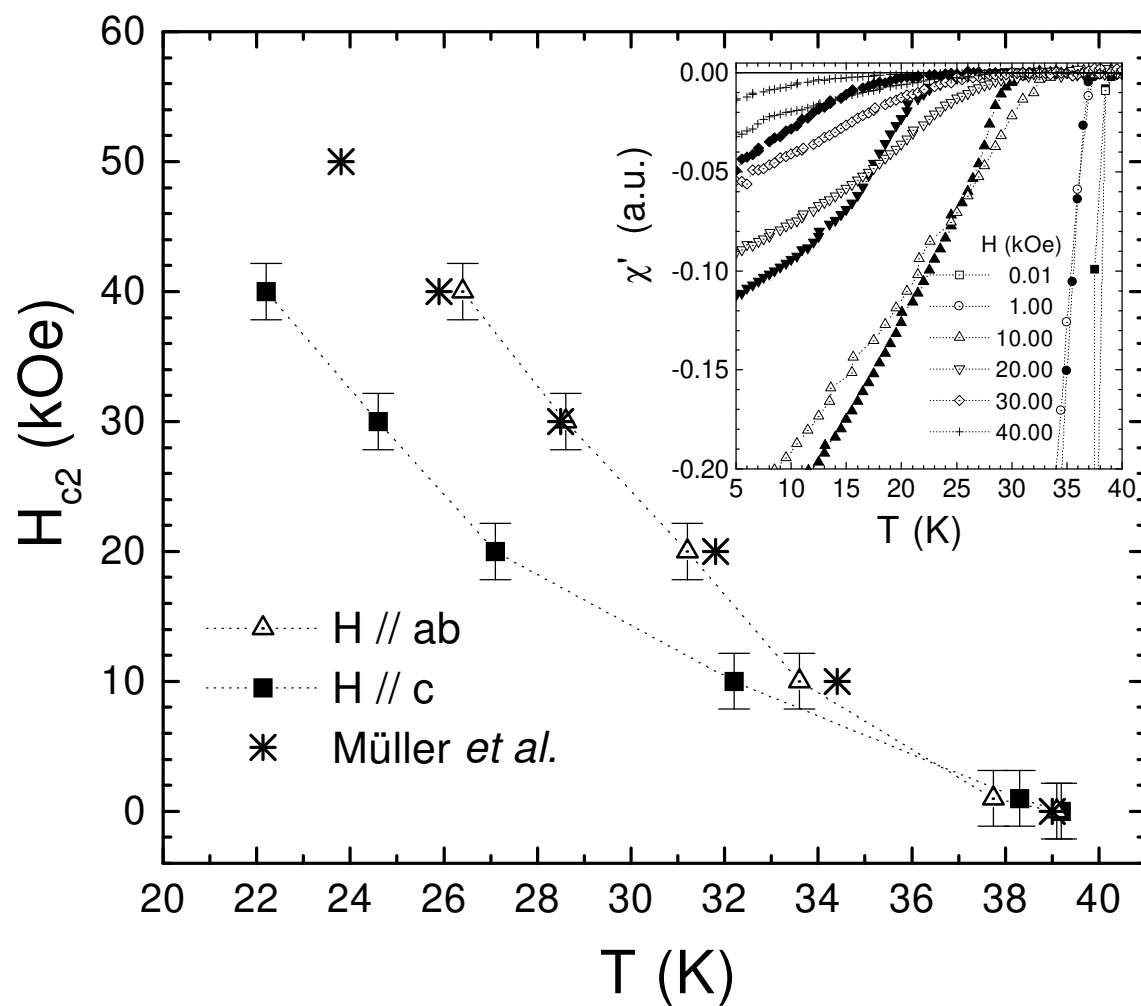 60
50
40
30
20
10
0
H_c2 (kOe)
20 22 24 26 28 30 32 34 36 38 40
T (K)
H // ab
H // c
Müller et al.
0.00
-0.05
-0.10
-0.15
-0.20
χ' (a.u.)
5 10 15 20 25 30 35 40
T (K)
H (kOe)
0.01
1.00
10.00
20.00
30.00
40.00